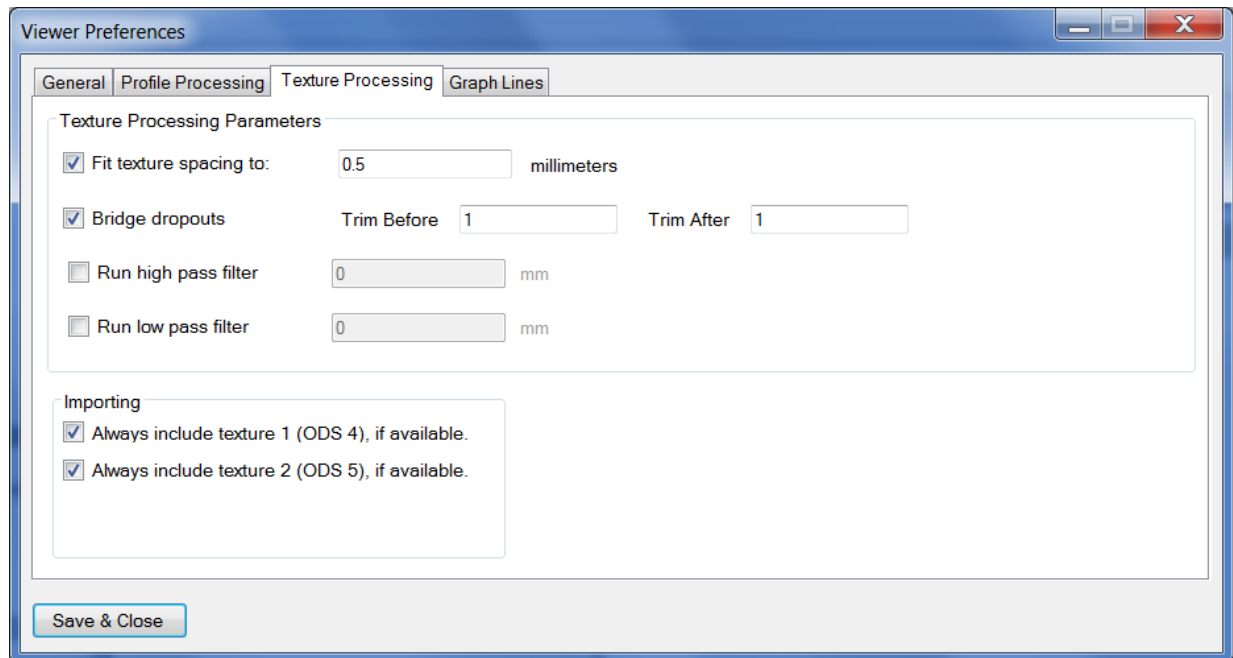 Viewer Preferences
General Profile Processing Texture Processing Graph Lines
Texture Processing Parameters
Fit texture spacing to: 0.5 millimeters
Bridge dropouts Trim Before 1 Trim After 1
Run high pass filter 0 mm
Run low pass filter 0 mm
Importing
Always include texture 1 (ODS 4), if available.
Always include texture 2 (ODS 5), if available.
Save & Close